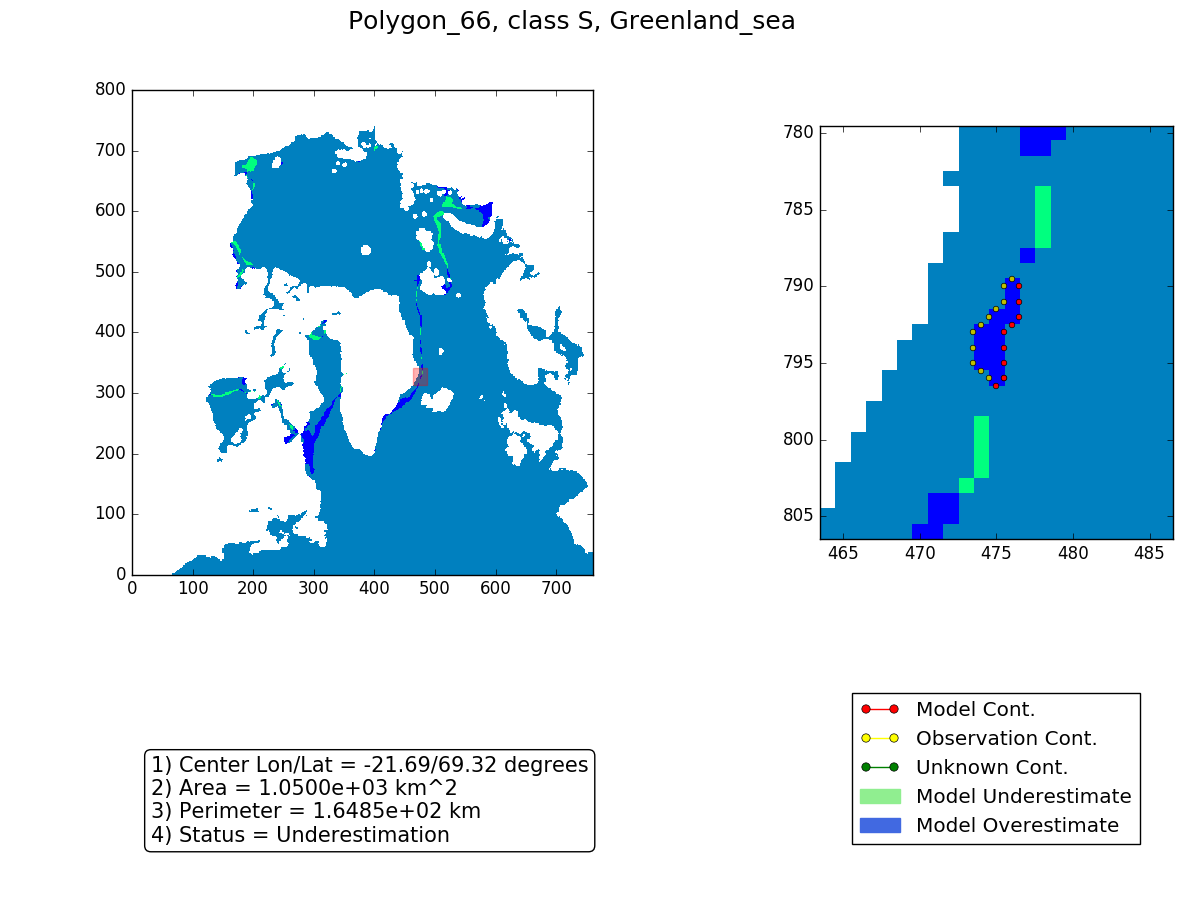 Polygon_66, class S, Greenland_sea
800
700
600
500
400
300
200
100
0
0 100 200 300 400 500 600 700
780
785
790
795
800
805
465 470 475 480 485
Model Cont.
Observation Cont.
Unknown Cont.
Model Underestimate
Model Overestimate
1) Center Lon/Lat = -21.69/69.32 degrees
2) Area = 1.0500e+03 km^2
3) Perimeter = 1.6485e+02 km
4) Status = Underestimation